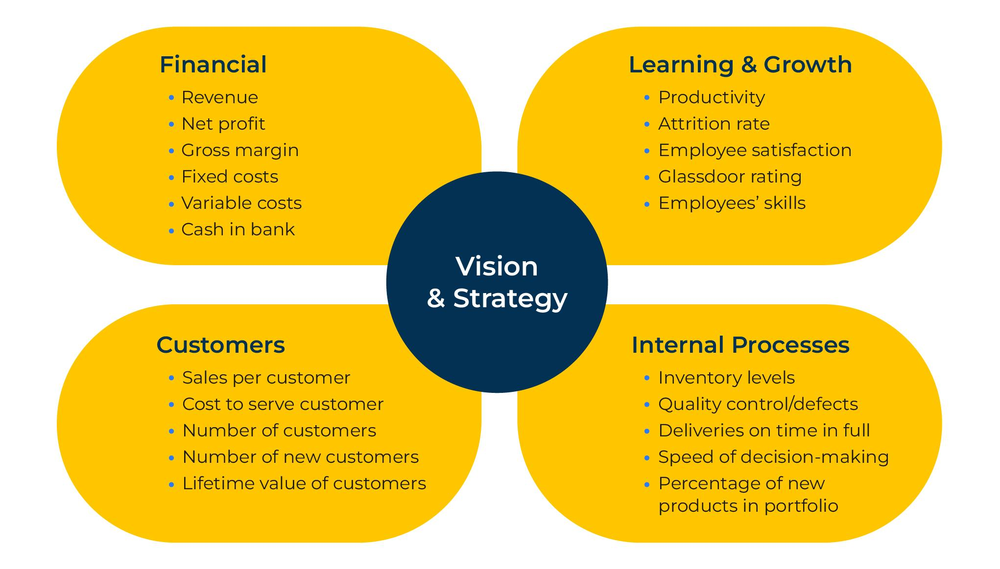 Financial
• Revenue
• Net profit
• Gross margin
• Fixed costs
• Variable costs
• Cash in bank
Learning & Growth
• Productivity
• Attrition rate
• Employee satisfaction
• Glassdoor rating
• Employees’ skills
Vision
& Strategy
Customers
• Sales per customer
• Cost to serve customer
• Number of customers
• Number of new customers
• Lifetime value of customers
Internal Processes
• Inventory levels
• Quality control/defects
• Deliveries on time in full
• Speed of decision-making
• Percentage of new
products in portfolio